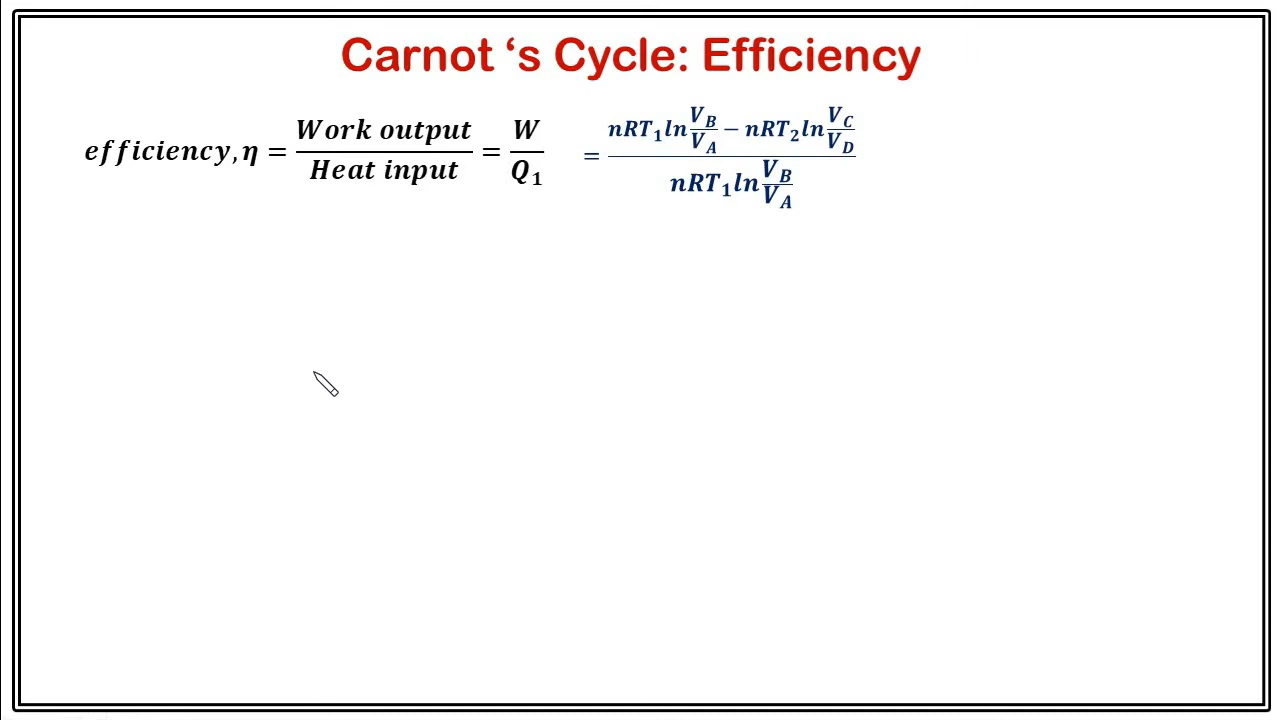 Carnot ‘s Cycle: Efficiency
efficiency, η = Work output / Heat input = W / Q₁ = (nRT₁ln V_B/V_A − nRT₂ln V_C/V_D) / (nRT₁ln V_B/V_A)